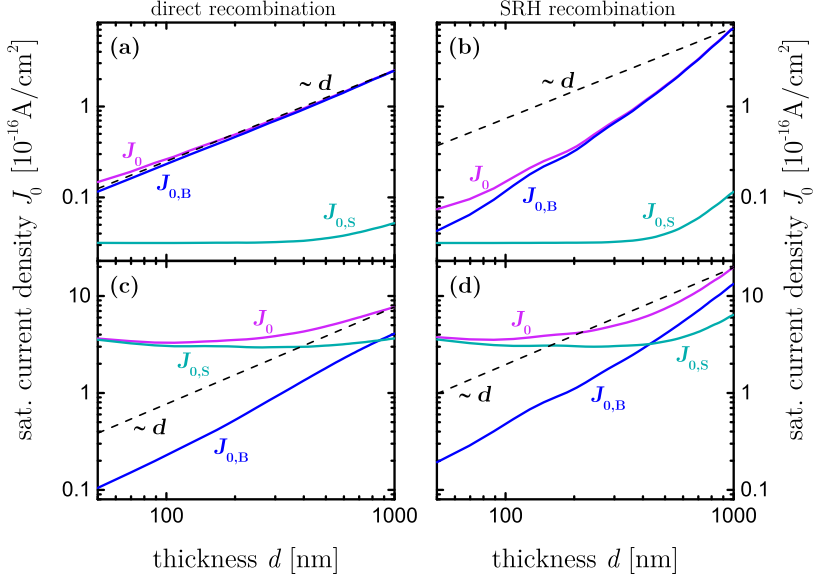 direct recombination
SRH recombination
sat. current density J0 [10-16A/cm2]
(a)
~ d
J0
J0,B
J0,S
1
0.1
(b)
~ d
J0
J0,B
J0,S
1
0.1
sat. current density J0 [10-16A/cm2]
(c)
J0
J0,S
~ d
J0,B
10
1
0.1
100
1000
(d)
J0
J0,S
~ d
J0,B
10
1
0.1
100
1000
thickness d [nm]
thickness d [nm]